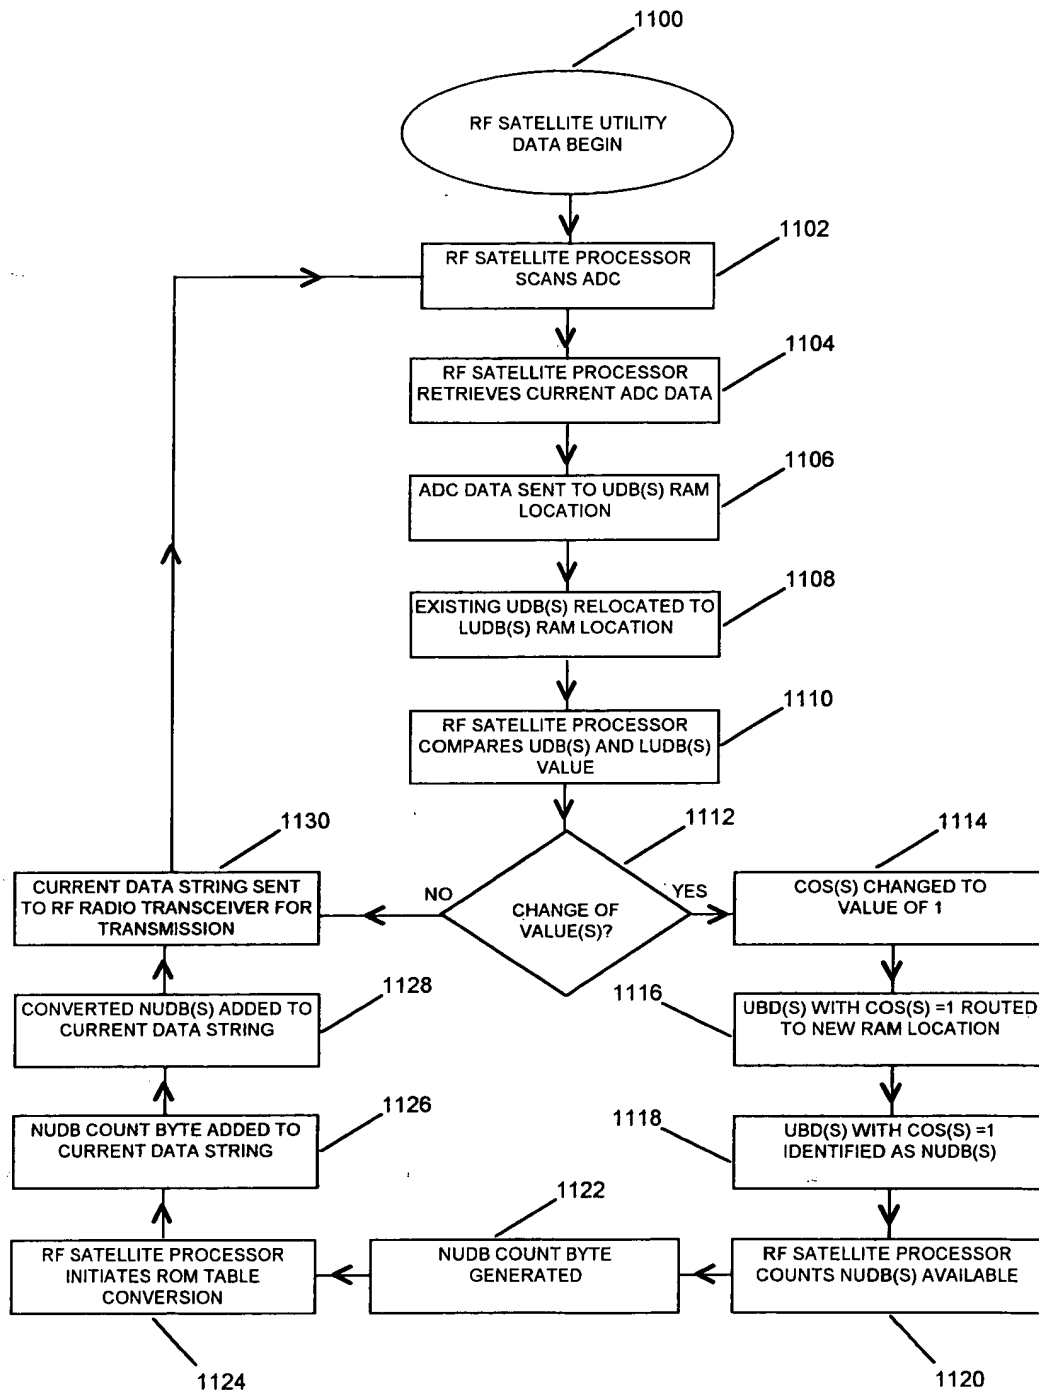 1100
RF SATELLITE UTILITY
DATA BEGIN
1102
RF SATELLITE PROCESSOR
SCANS ADC
1104
RF SATELLITE PROCESSOR
RETRIEVES CURRENT ADC DATA
1106
ADC DATA SENT TO UDB(S) RAM
LOCATION
1108
EXISTING UDB(S) RELOCATED TO
LUDB(S) RAM LOCATION
1110
RF SATELLITE PROCESSOR
COMPARES UDB(S) AND LUDB(S)
VALUE
1112
CHANGE OF
VALUE(S)?
NO
YES
1114
COS(S) CHANGED TO
VALUE OF 1
1116
UBD(S) WITH COS(S) =1 ROUTED
TO NEW RAM LOCATION
1118
UBD(S) WITH COS(S) =1
IDENTIFIED AS NUDB(S)
RF SATELLITE PROCESSOR
COUNTS NUDB(S) AVAILABLE
1120
1122
NUDB COUNT BYTE
GENERATED
RF SATELLITE PROCESSOR
INITIATES ROM TABLE
CONVERSION
1124
1126
NUDB COUNT BYTE ADDED TO
CURRENT DATA STRING
1128
CONVERTED NUDB(S) ADDED TO
CURRENT DATA STRING
1130
CURRENT DATA STRING SENT
TO RF RADIO TRANSCEIVER FOR
TRANSMISSION